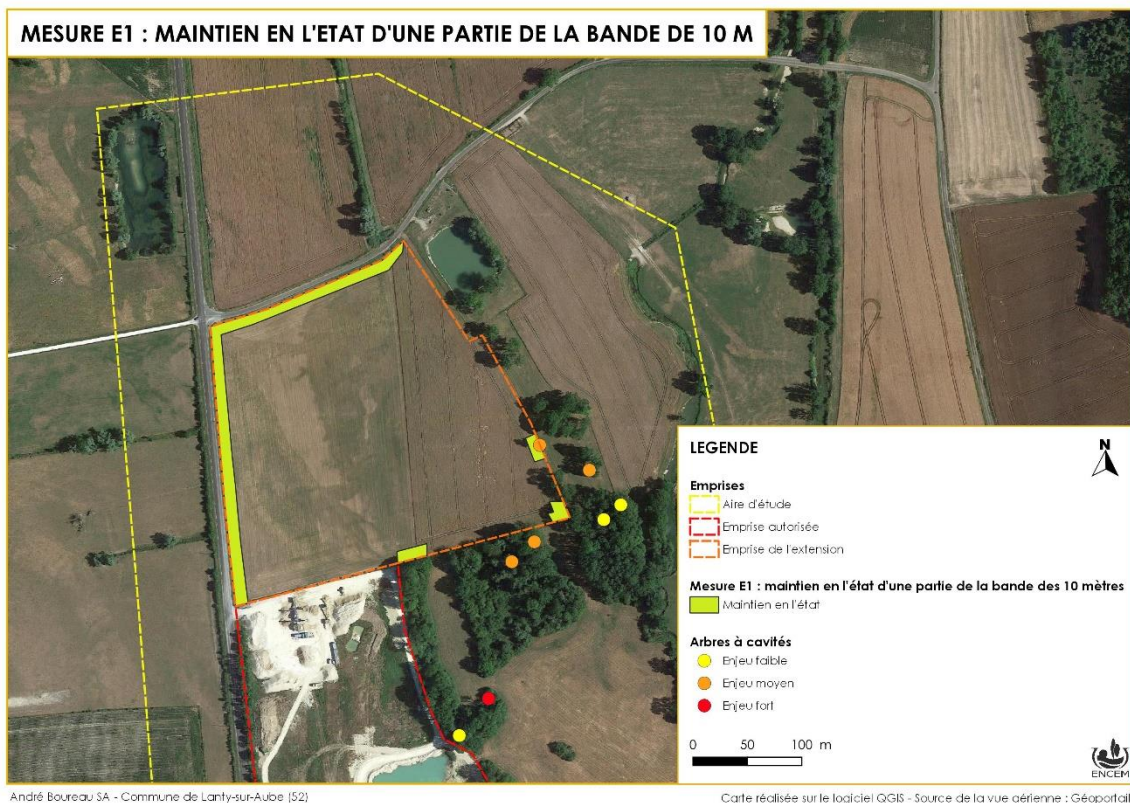 MESURE E1 : MAINTIEN EN L'ETAT D'UNE PARTIE DE LA BANDE DE 10 M
LEGENDE
N
Emprises
Aire d'étude
Emprise autorisée
Emprise de l'extension
Mesure E1 : maintien en l'état d'une partie de la bande des 10 mètres
Maintien en l'état
Arbres à cavités
Enjeu faible
Enjeu moyen
Enjeu fort
0 50 100 m
ENCEM
André Boureau SA - Commune de Lanty-sur-Aube (52)
Carte réalisée sur le logiciel QGIS - Source de la vue aérienne : Géoportail